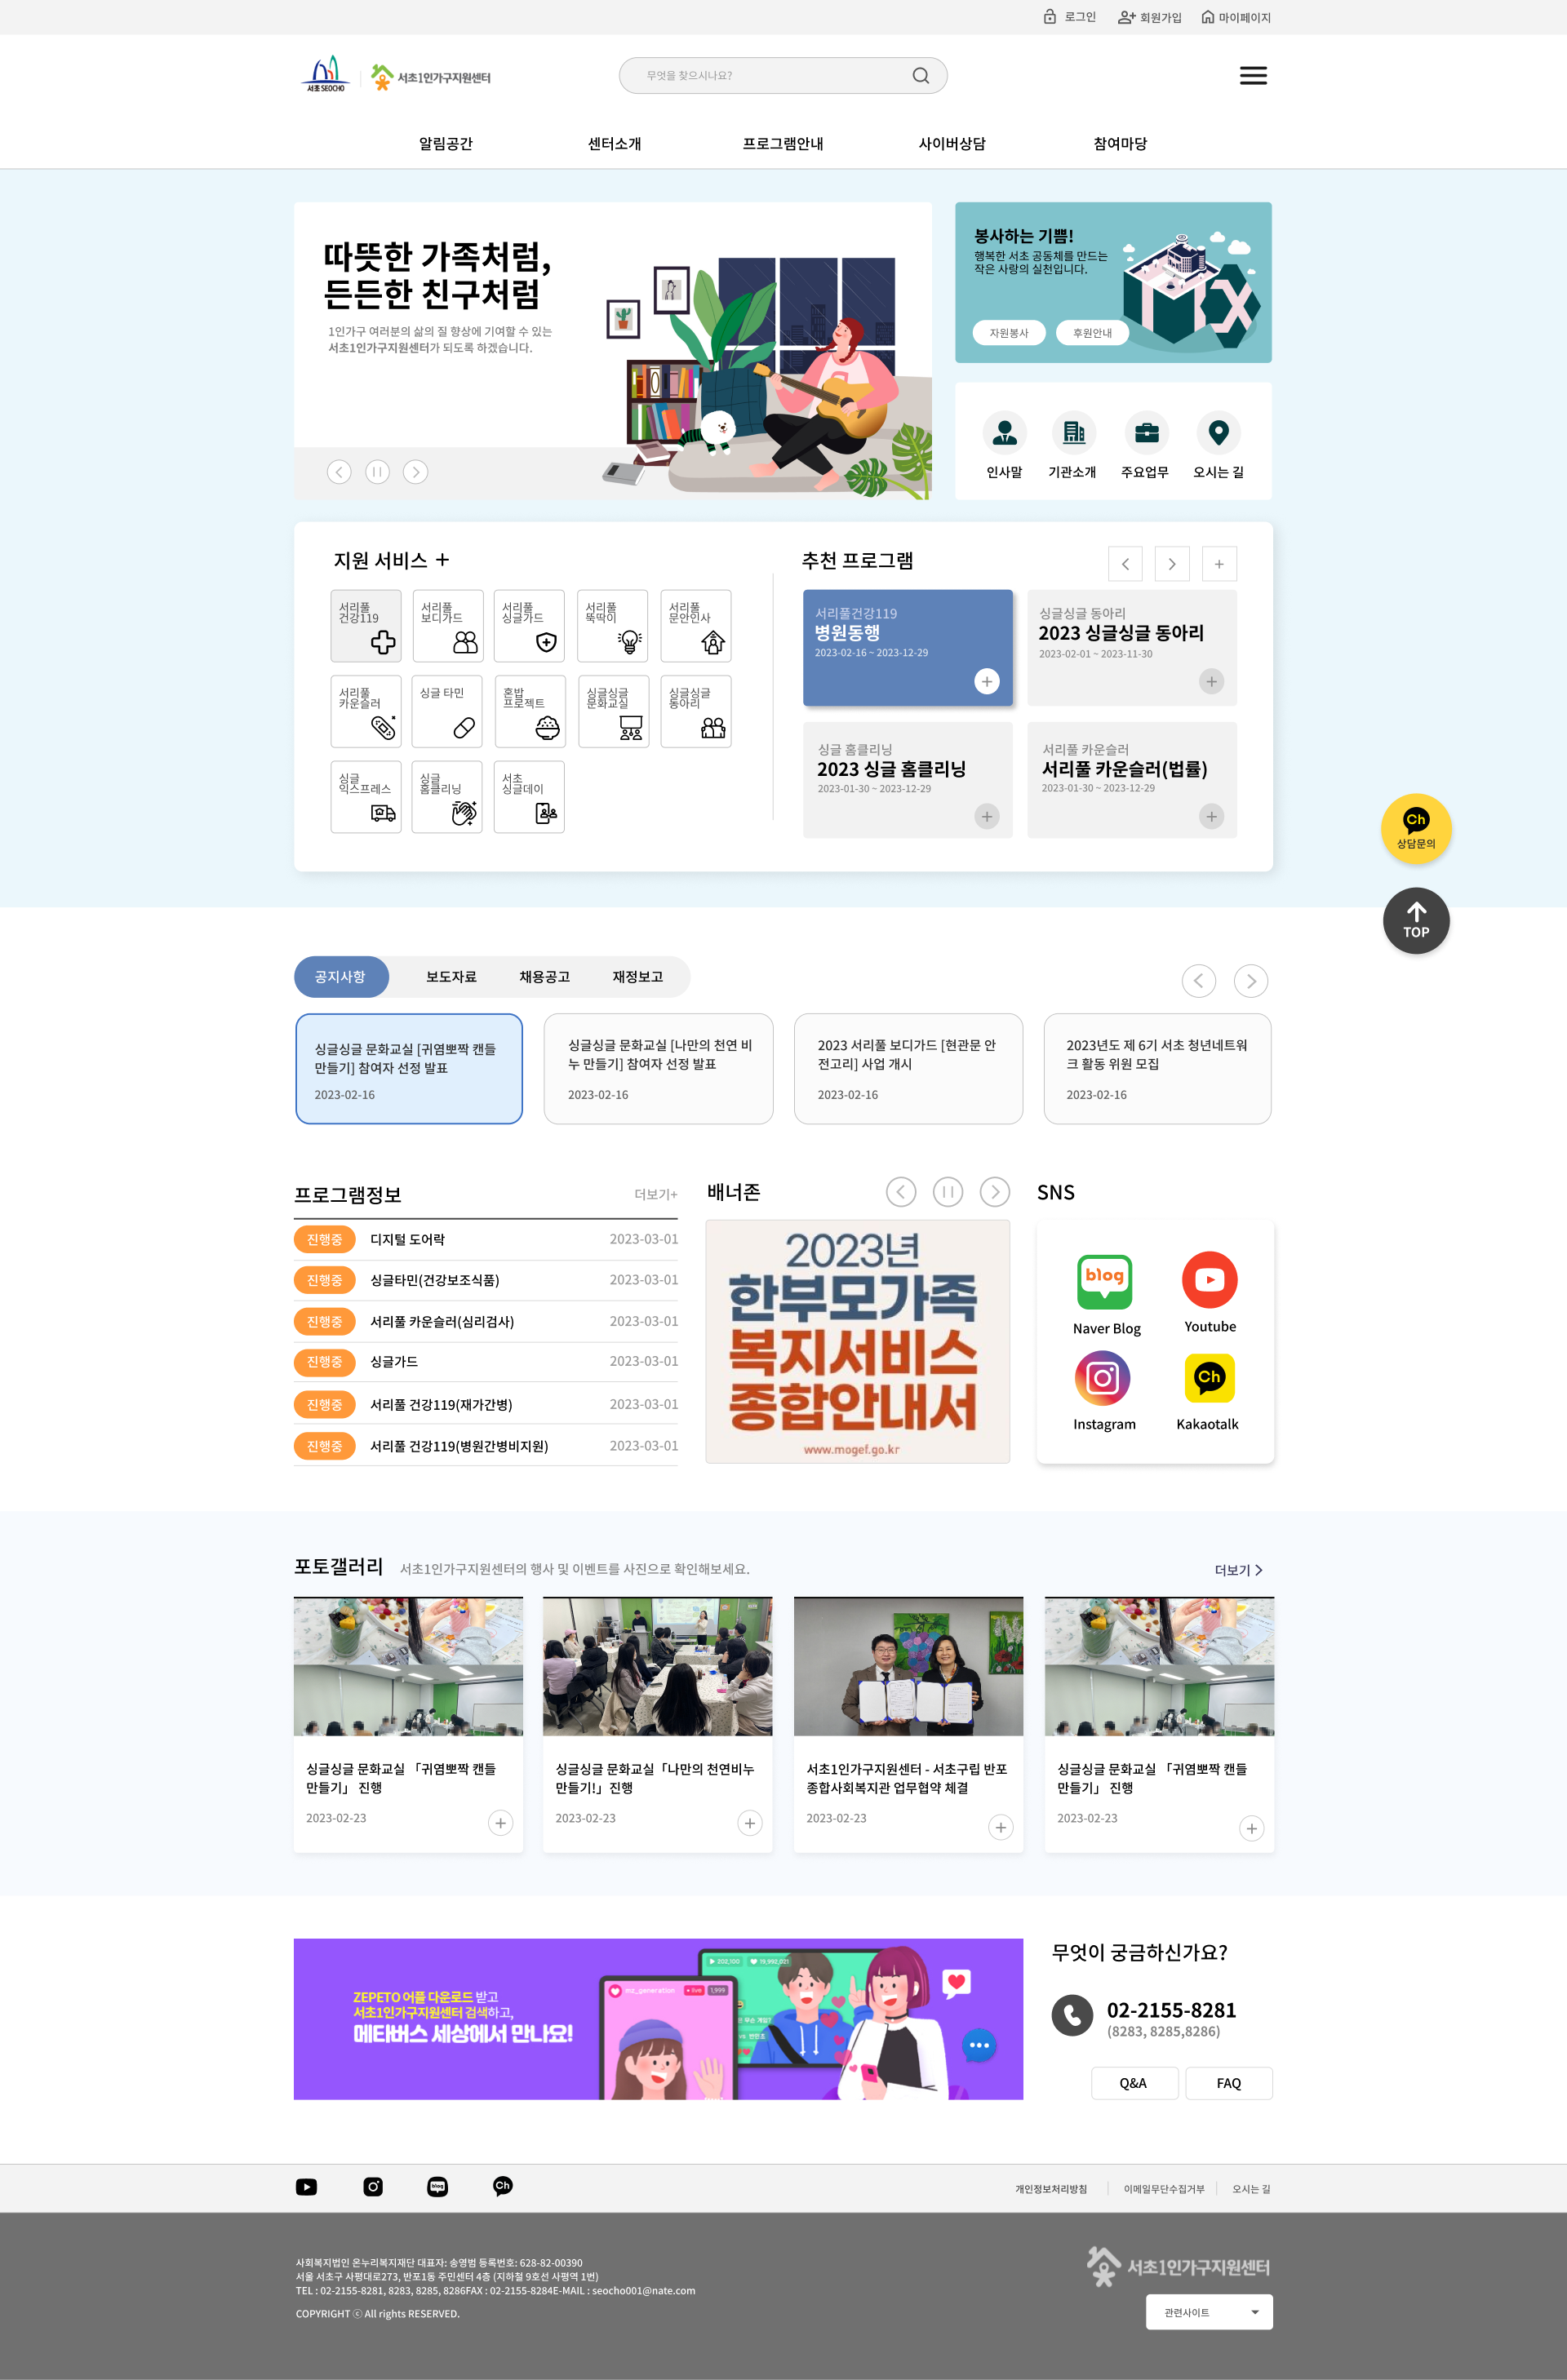 로그인
회원가입
마이페이지
서초 SEOCHO
서초1인가구지원센터
무엇을 찾으시나요?
알림공간
센터소개
프로그램안내
사이버상담
참여마당
따뜻한 가족처럼,
든든한 친구처럼
1인가구 여러분의 삶의 질 향상에 기여할 수 있는
서초1인가구지원센터가 되도록 하겠습니다.
봉사하는 기쁨!
행복한 서초 공동체를 만드는
작은 사랑의 실천입니다.
자원봉사
후원안내
인사말
기관소개
주요업무
오시는 길
지원 서비스 +
서리풀
건강119
서리풀
보디가드
서리풀
싱글가드
서리풀
뚝딱이
서리풀
문안인사
서리풀
카운슬러
싱글 타민
혼밥
프로젝트
싱글싱글
문화교실
싱글싱글
동아리
싱글
익스프레스
싱글
홈클리닝
서초
싱글데이
추천 프로그램
서리풀건강119
병원동행
2023-02-16 ~ 2023-12-29
싱글싱글 동아리
2023 싱글싱글 동아리
2023-02-01 ~ 2023-11-30
싱글 홈클리닝
2023 싱글 홈클리닝
2023-01-30 ~ 2023-12-29
서리풀 카운슬러
서리풀 카운슬러(법률)
2023-01-30 ~ 2023-12-29
Ch
상담문의
TOP
공지사항
보도자료
채용공고
재정보고
싱글싱글 문화교실 [귀염뽀짝 캔들
만들기] 참여자 선정 발표
2023-02-16
싱글싱글 문화교실 [나만의 천연 비
누 만들기] 참여자 선정 발표
2023-02-16
2023 서리풀 보디가드 [현관문 안
전고리] 사업 개시
2023-02-16
2023년도 제 6기 서초 청년네트워
크 활동 위원 모집
2023-02-16
프로그램정보
더보기+
진행중 디지털 도어락 2023-03-01
진행중 싱글타민(건강보조식품) 2023-03-01
진행중 서리풀 카운슬러(심리검사) 2023-03-01
진행중 싱글가드 2023-03-01
진행중 서리풀 건강119(재가간병) 2023-03-01
진행중 서리풀 건강119(병원간병비지원) 2023-03-01
배너존
2023년
한부모가족
복지서비스
종합안내서
www.mogef.go.kr
SNS
blog
Naver Blog
Youtube
Instagram
Ch
Kakaotalk
포토갤러리
서초1인가구지원센터의 행사 및 이벤트를 사진으로 확인해보세요.
더보기
싱글싱글 문화교실 「귀염뽀짝 캔들
만들기」 진행
2023-02-23
싱글싱글 문화교실「나만의 천연비누
만들기!」진행
2023-02-23
서초1인가구지원센터 - 서초구립 반포
종합사회복지관 업무협약 체결
2023-02-23
싱글싱글 문화교실 「귀염뽀짝 캔들
만들기」 진행
2023-02-23
ZEPETO 어플 다운로드 받고
서초1인가구지원센터 검색하고,
메타버스 세상에서 만나요!
mz_generation
live
1,999
202,100
19,992,021
무엇이 궁금하신가요?
02-2155-8281
(8283, 8285,8286)
Q&A
FAQ
blog
Ch
개인정보처리방침
이메일무단수집거부
오시는 길
사회복지법인 온누리복지재단 대표자: 송영범 등록번호: 628-82-00390
서울 서초구 사평대로273, 반포1동 주민센터 4층 (지하철 9호선 사평역 1번)
TEL : 02-2155-8281, 8283, 8285, 8286FAX : 02-2155-8284E-MAIL : seocho001@nate.com
COPYRIGHT ⓒ All rights RESERVED.
서초1인가구지원센터
관련사이트